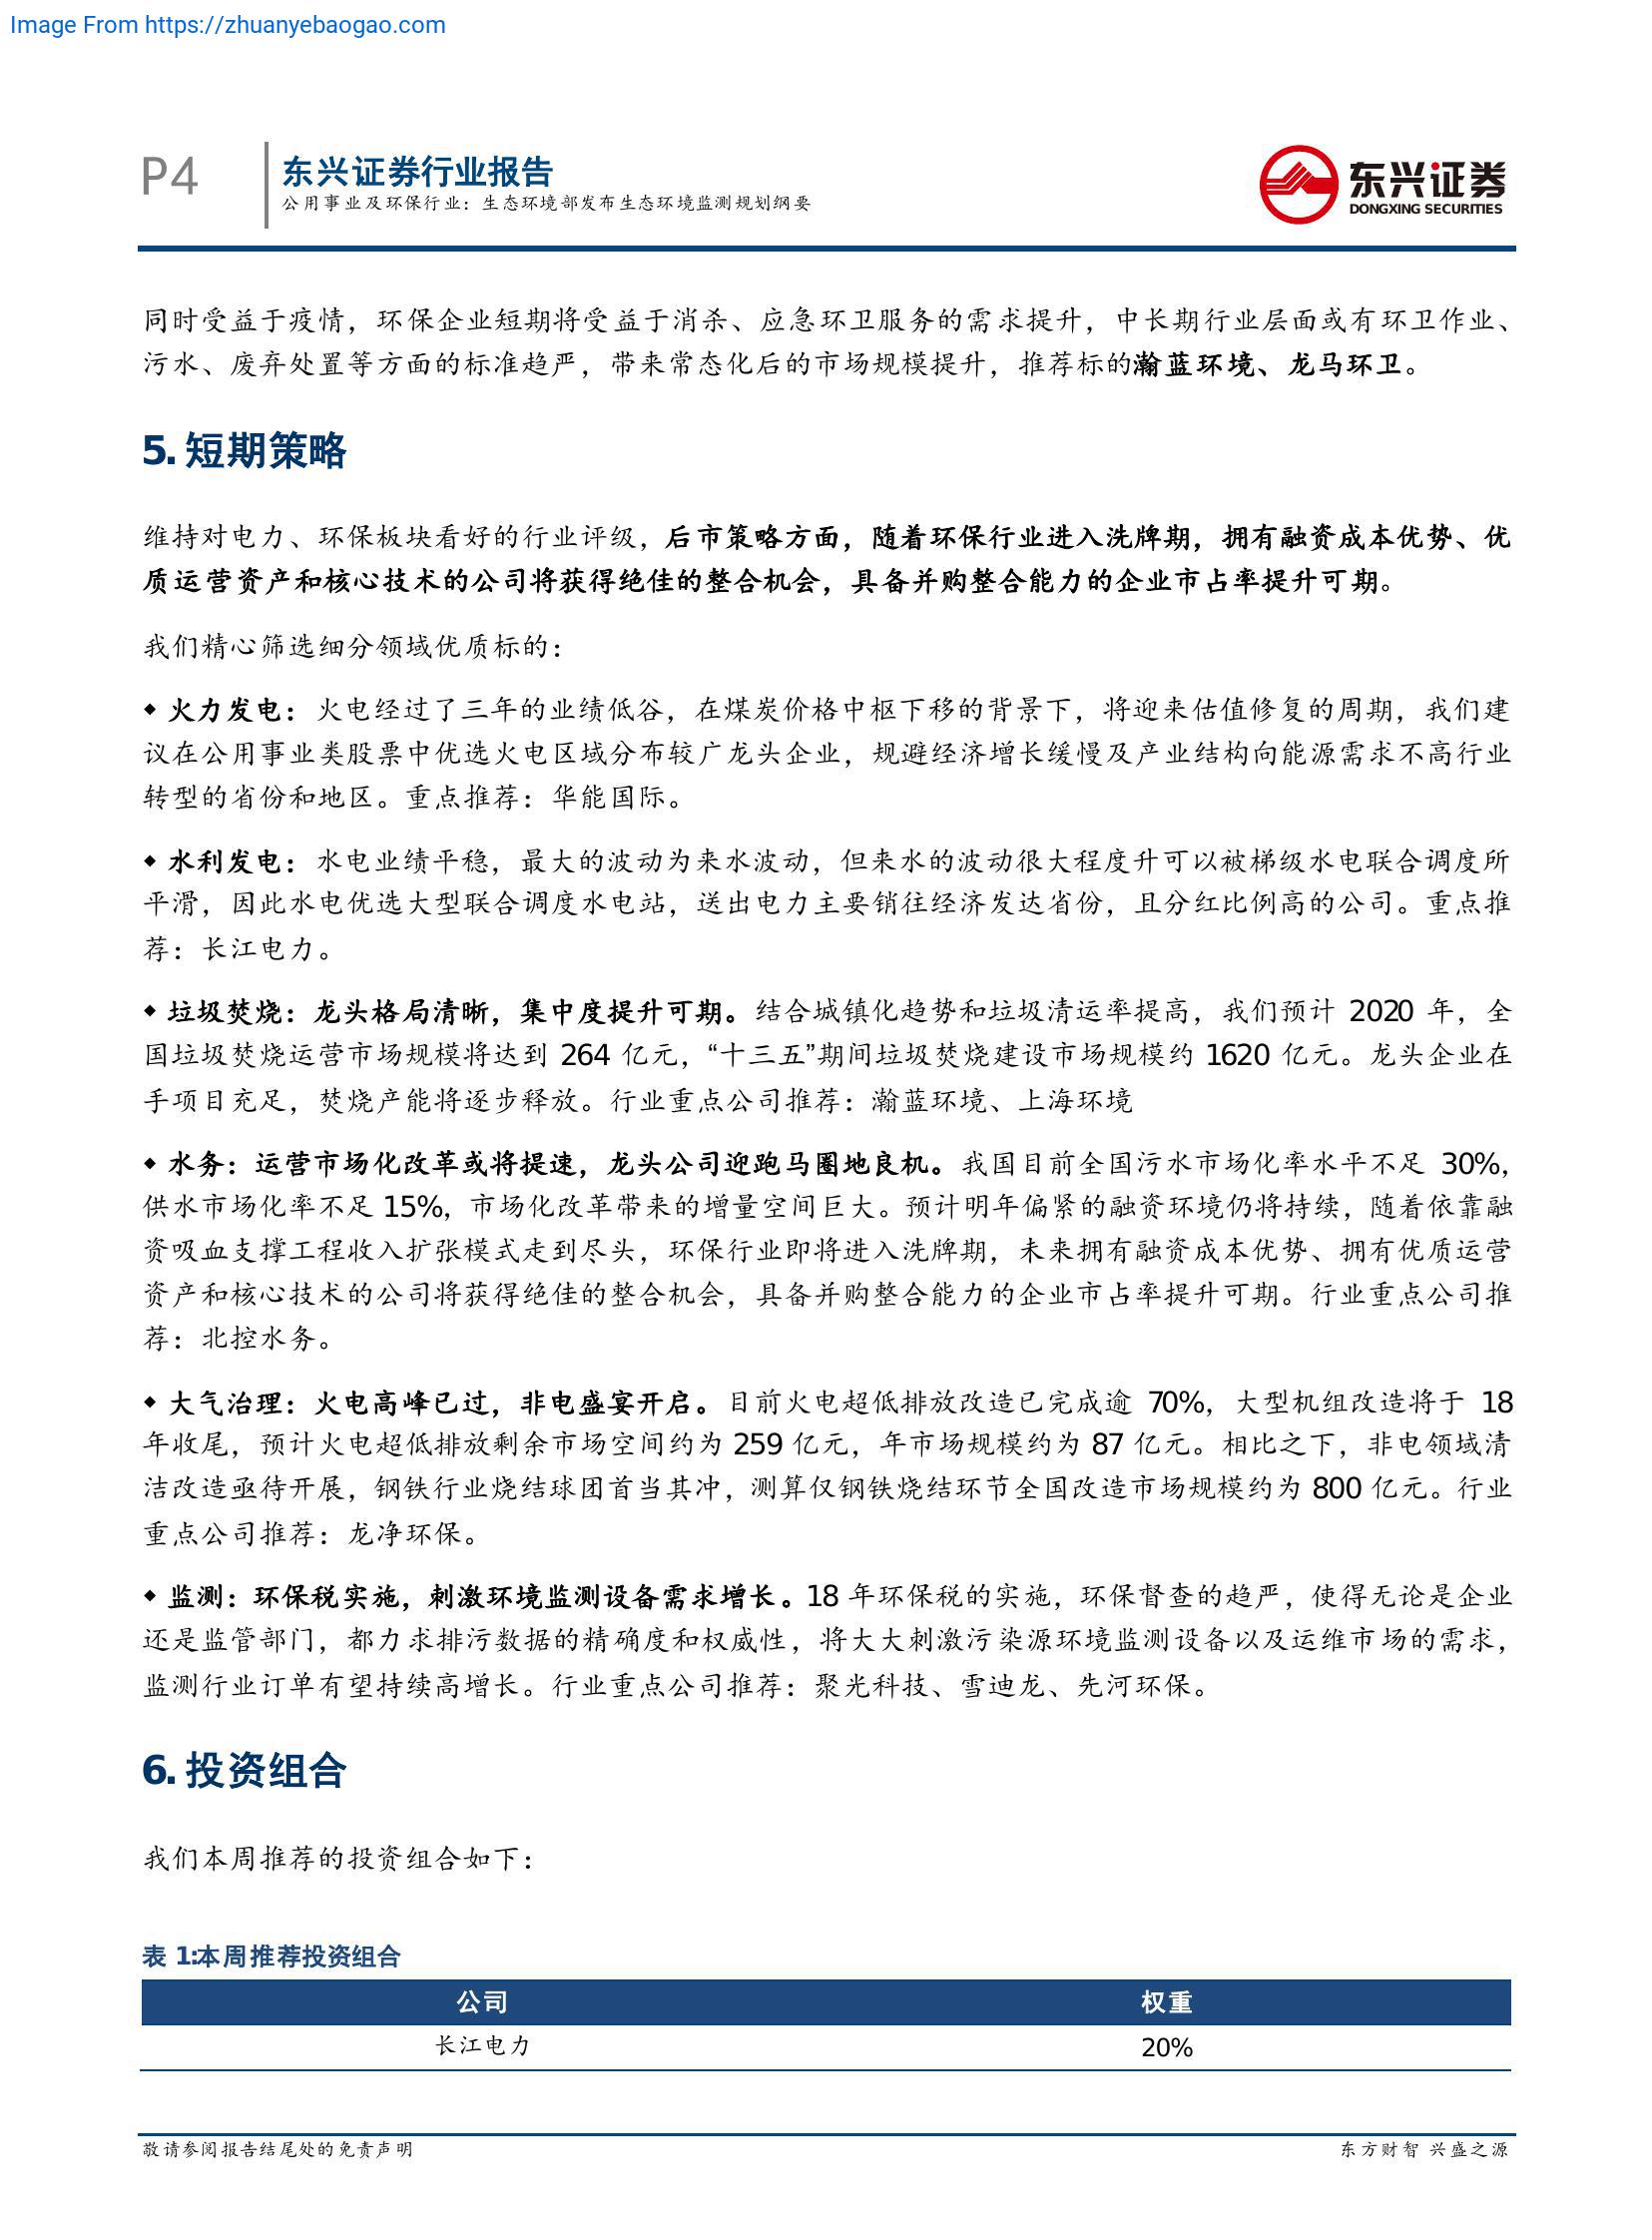 Image From https://zhuanyebaogao.com
P4
东兴证券行业报告
公用事业及环保行业：生态环境部发布生态环境监测规划纲要
东兴证券
DONGXING SECURITIES
同时受益于疫情，环保企业短期将受益于消杀、应急环卫服务的需求提升，中长期行业层面或有环卫作业、
污水、废弃处置等方面的标准趋严，带来常态化后的市场规模提升，推荐标的瀚蓝环境、龙马环卫。
5. 短期策略
维持对电力、环保板块看好的行业评级，后市策略方面，随着环保行业进入洗牌期，拥有融资成本优势、优
质运营资产和核心技术的公司将获得绝佳的整合机会，具备并购整合能力的企业市占率提升可期。
我们精心筛选细分领域优质标的：
◆ 火力发电：火电经过了三年的业绩低谷，在煤炭价格中枢下移的背景下，将迎来估值修复的周期，我们建
议在公用事业类股票中优选火电区域分布较广龙头企业，规避经济增长缓慢及产业结构向能源需求不高行业
转型的省份和地区。重点推荐：华能国际。
◆ 水利发电：水电业绩平稳，最大的波动为来水波动，但来水的波动很大程度升可以被梯级水电联合调度所
平滑，因此水电优选大型联合调度水电站，送出电力主要销往经济发达省份，且分红比例高的公司。重点推
荐：长江电力。
◆ 垃圾焚烧：龙头格局清晰，集中度提升可期。结合城镇化趋势和垃圾清运率提高，我们预计 2020 年，全
国垃圾焚烧运营市场规模将达到 264 亿元，“十三五”期间垃圾焚烧建设市场规模约 1620 亿元。龙头企业在
手项目充足，焚烧产能将逐步释放。行业重点公司推荐：瀚蓝环境、上海环境
◆ 水务：运营市场化改革或将提速，龙头公司迎跑马圈地良机。我国目前全国污水市场化率水平不足 30%，
供水市场化率不足 15%，市场化改革带来的增量空间巨大。预计明年偏紧的融资环境仍将持续，随着依靠融
资吸血支撑工程收入扩张模式走到尽头，环保行业即将进入洗牌期，未来拥有融资成本优势、拥有优质运营
资产和核心技术的公司将获得绝佳的整合机会，具备并购整合能力的企业市占率提升可期。行业重点公司推
荐：北控水务。
◆ 大气治理：火电高峰已过，非电盛宴开启。目前火电超低排放改造已完成逾 70%，大型机组改造将于 18
年收尾，预计火电超低排放剩余市场空间约为 259 亿元，年市场规模约为 87 亿元。相比之下，非电领域清
洁改造亟待开展，钢铁行业烧结球团首当其冲，测算仅钢铁烧结环节全国改造市场规模约为 800 亿元。行业
重点公司推荐：龙净环保。
◆ 监测：环保税实施，刺激环境监测设备需求增长。18 年环保税的实施，环保督查的趋严，使得无论是企业
还是监管部门，都力求排污数据的精确度和权威性，将大大刺激污染源环境监测设备以及运维市场的需求，
监测行业订单有望持续高增长。行业重点公司推荐：聚光科技、雪迪龙、先河环保。
6. 投资组合
我们本周推荐的投资组合如下：
表 1:本周推荐投资组合
公司 权重
长江电力 20%
敬请参阅报告结尾处的免责声明 东方财智 兴盛之源